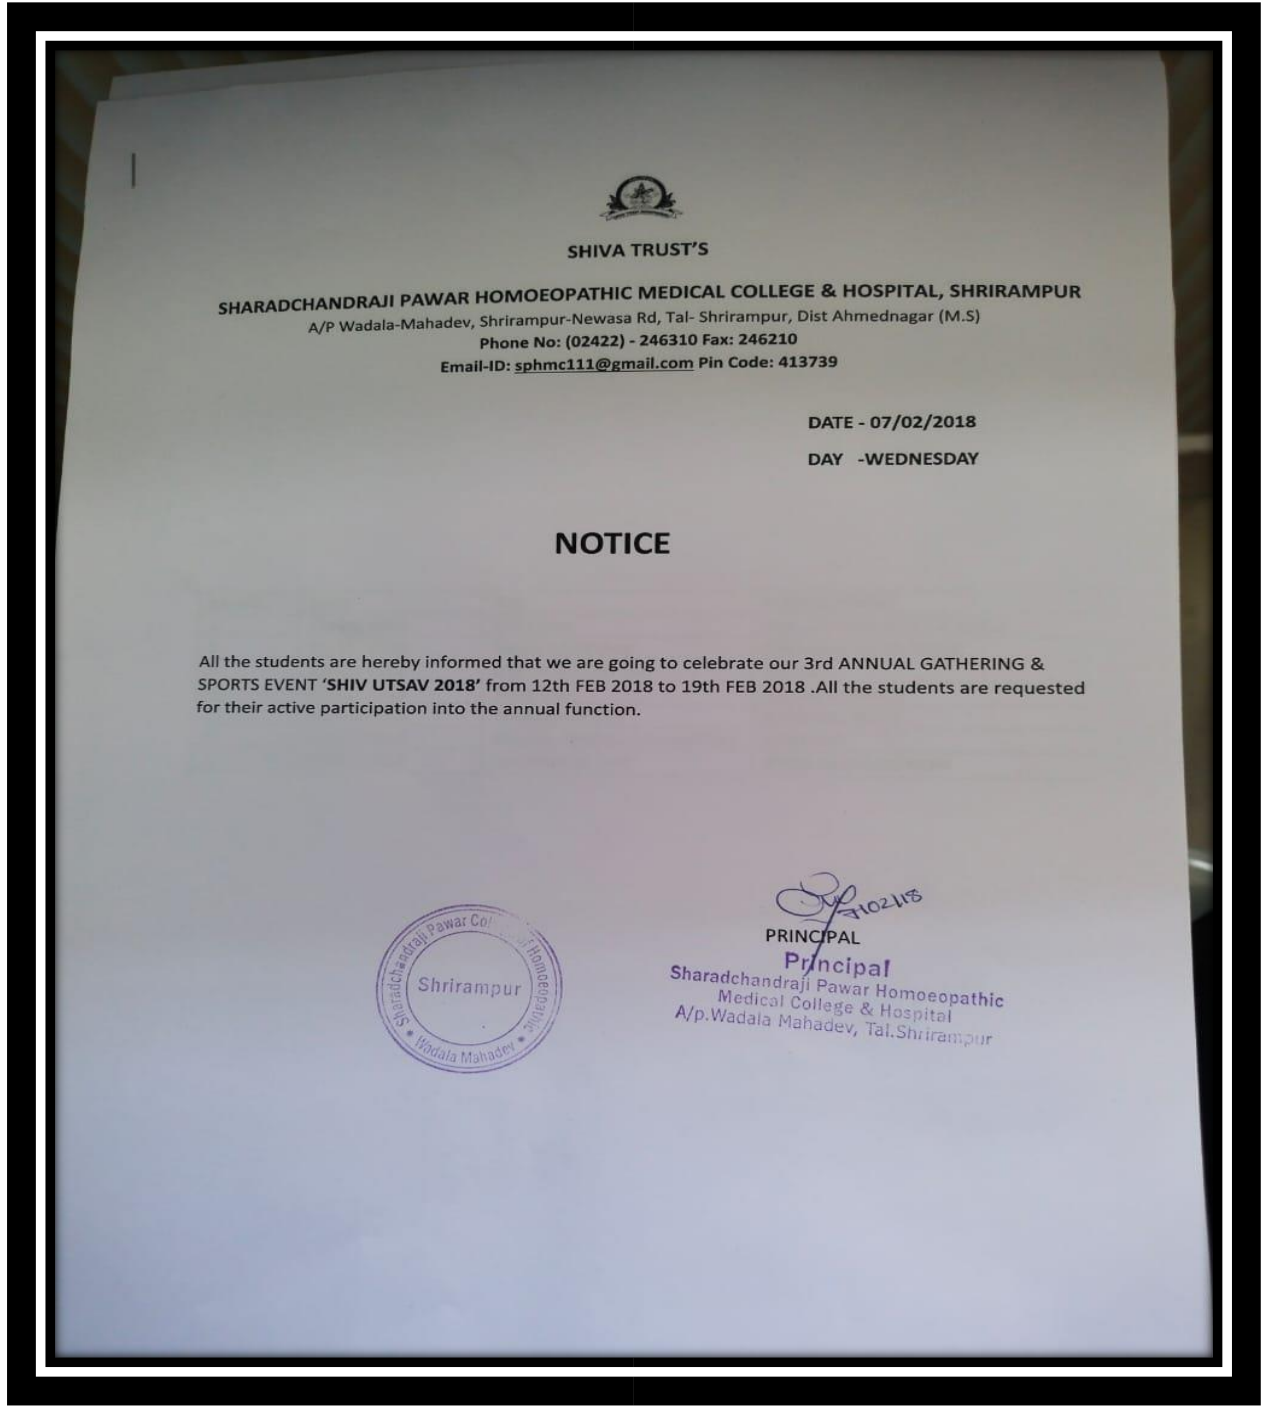 SHIVA TRUST'S
SHARADCHANDRAJI PAWAR HOMOEOPATHIC MEDICAL COLLEGE & HOSPITAL, SHRIRAMPUR
A/P Wadala-Mahadev, Shrirampur-Newasa Rd, Tal- Shrirampur, Dist Ahmednagar (M.S)
Phone No: (02422) - 246310 Fax: 246210
Email-ID: sphmc111@gmail.com Pin Code: 413739
DATE - 07/02/2018
DAY -WEDNESDAY
NOTICE
All the students are hereby informed that we are going to celebrate our 3rd ANNUAL GATHERING &
SPORTS EVENT 'SHIV UTSAV 2018' from 12th FEB 2018 to 19th FEB 2018 .All the students are requested
for their active participation into the annual function.
7/02/18
PRINCIPAL
Principal
Sharadchandraji Pawar Homoeopathic
Medical College & Hospital
A/p.Wadala Mahadev, Tal.Shrirampur
Sharadchandraji Pawar Homoeopathic
Shrirampur
Wadala Mahadev